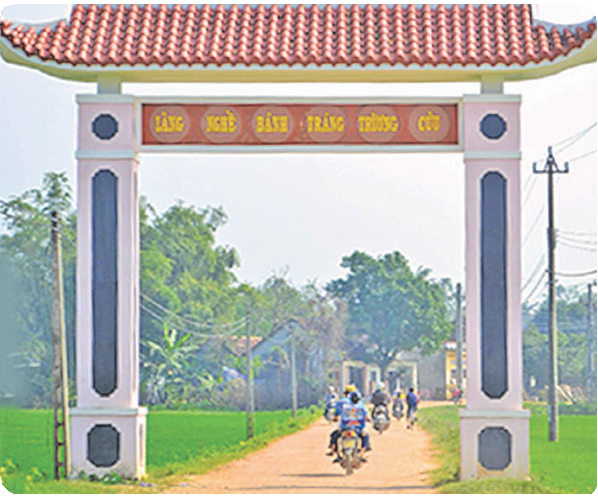 LÀNG NGHỀ BÁNH TRÁNG TRƯỜNG CỬU